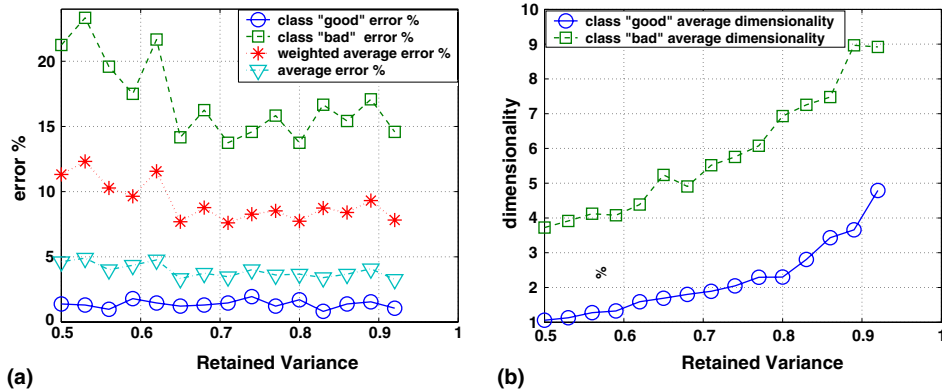 class "good" error %
class "bad" error %
weighted average error %
average error %
20
15
10
5
0
error %
0.5 0.6 0.7 0.8 0.9 1
Retained Variance
(a)
class "good" average dimensionality
class "bad" average dimensionality
10
9
8
7
6
5
4
3
2
1
dimensionality
%
0.5 0.6 0.7 0.8 0.9 1
Retained Variance
(b)